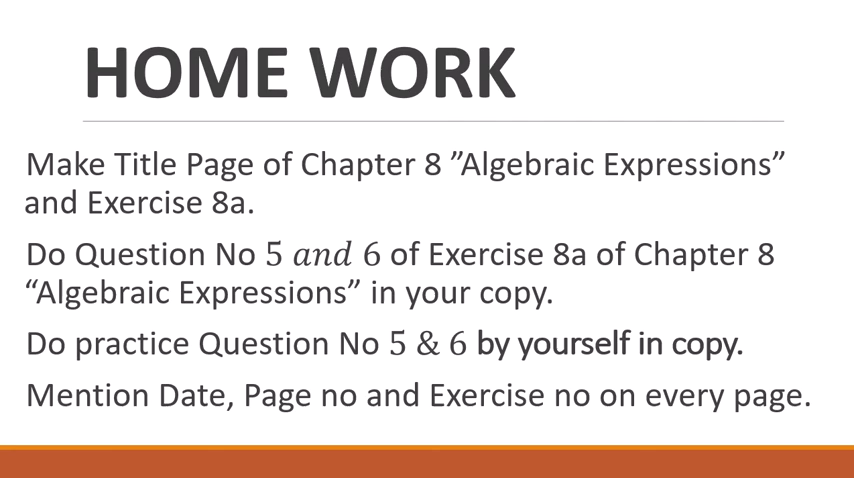 HOME WORK
Make Title Page of Chapter 8 ”Algebraic Expressions”
and Exercise 8a.
Do Question No 5 and 6 of Exercise 8a of Chapter 8
“Algebraic Expressions” in your copy.
Do practice Question No 5 & 6 by yourself in copy.
Mention Date, Page no and Exercise no on every page.